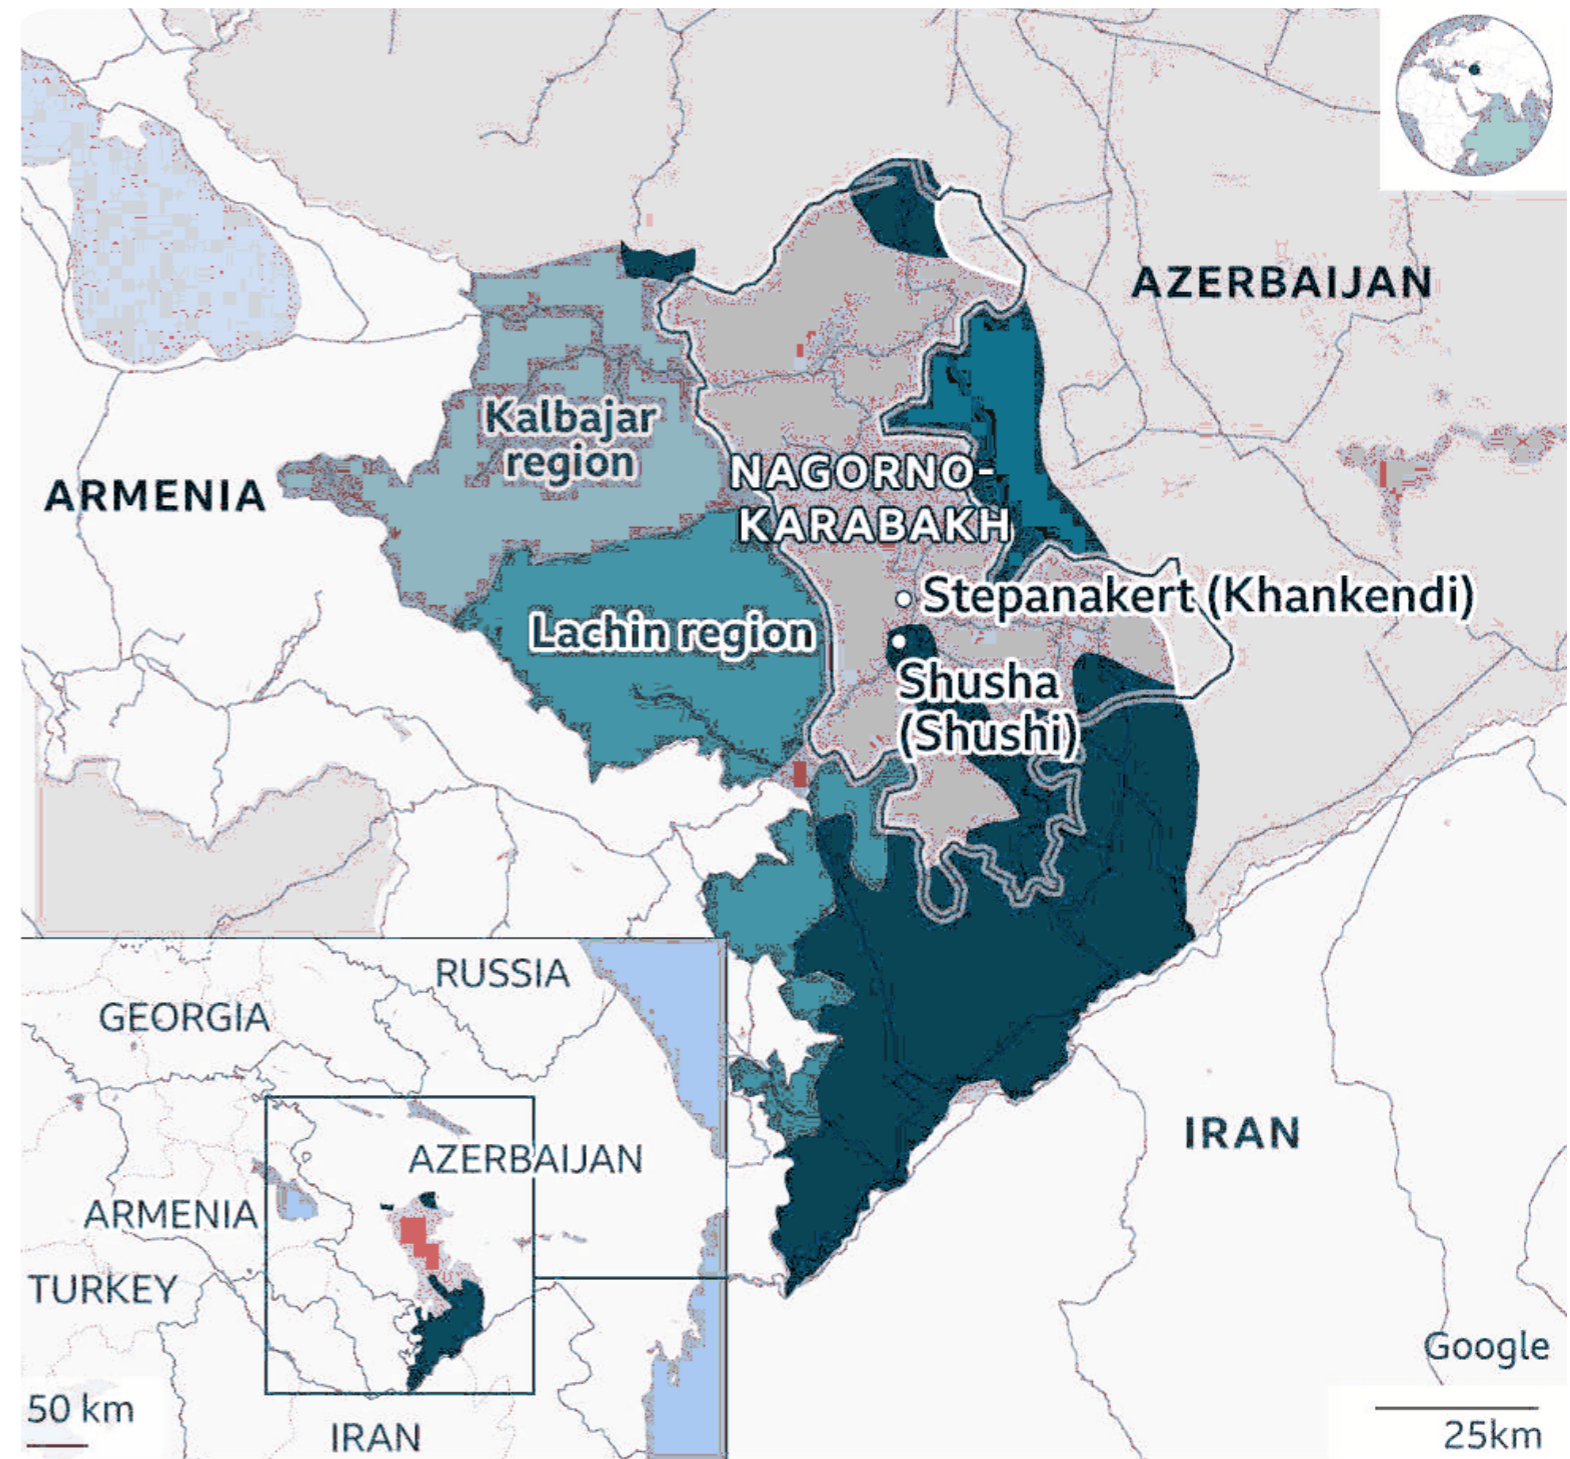 AZERBAIJAN
Kalbajar
region
ARMENIA
NAGORNO-
KARABAKH
Stepanakert (Khankendi)
Lachin region
Shusha
(Shushi)
RUSSIA
GEORGIA
AZERBAIJAN
ARMENIA
TURKEY
IRAN
50 km
IRAN
Google
25km